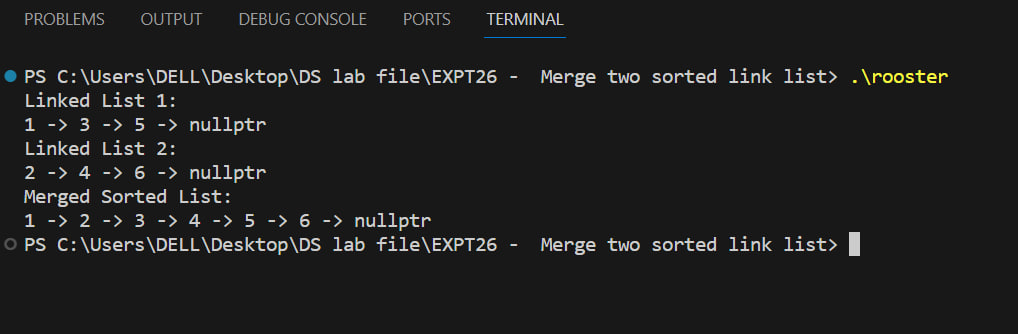 PROBLEMS OUTPUT DEBUG CONSOLE PORTS TERMINAL
PS C:\Users\DELL\Desktop\DS lab file\EXPT26 -  Merge two sorted link list> .\rooster
Linked List 1:
1 -> 3 -> 5 -> nullptr
Linked List 2:
2 -> 4 -> 6 -> nullptr
Merged Sorted List:
1 -> 2 -> 3 -> 4 -> 5 -> 6 -> nullptr
PS C:\Users\DELL\Desktop\DS lab file\EXPT26 -  Merge two sorted link list>